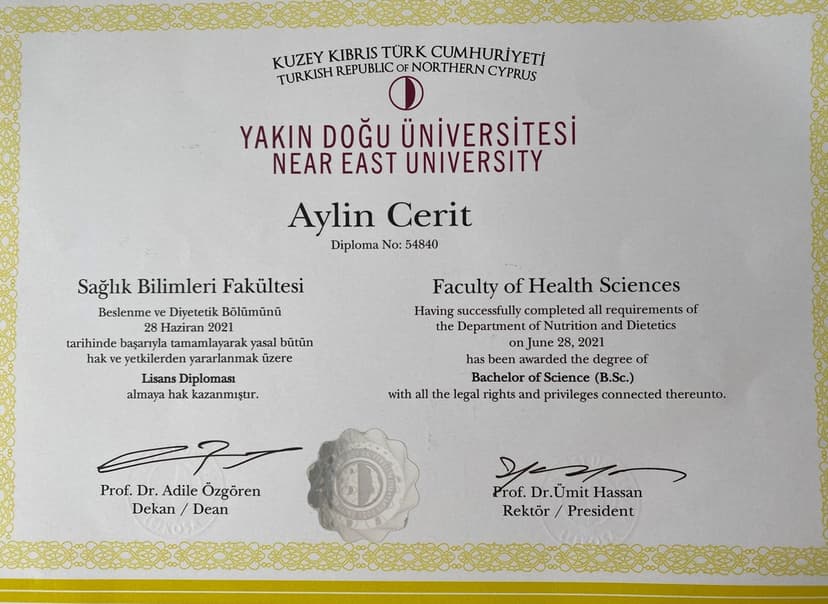 KUZEY KIBRIS TÜRK CUMHURİYETİ
TURKISH REPUBLIC OF NORTHERN CYPRUS
YAKIN DOĞU ÜNİVERSİTESİ
NEAR EAST UNIVERSITY
Aylin Cerit
Diploma No: 54840
Sağlık Bilimleri Fakültesi
Beslenme ve Diyetetik Bölümünü
28 Haziran 2021
tarihinde başarıyla tamamlayarak yasal bütün
hak ve yetkilerden yararlanmak üzere
Lisans Diploması
almaya hak kazanmıştır.
Faculty of Health Sciences
Having successfully completed all requirements of
the Department of Nutrition and Dietetics
on June 28, 2021
has been awarded the degree of
Bachelor of Science (B.Sc.)
with all the legal rights and privileges connected thereunto.
Prof. Dr. Adile Özgören
Dekan / Dean
Prof. Dr.Ümit Hassan
Rektör / President